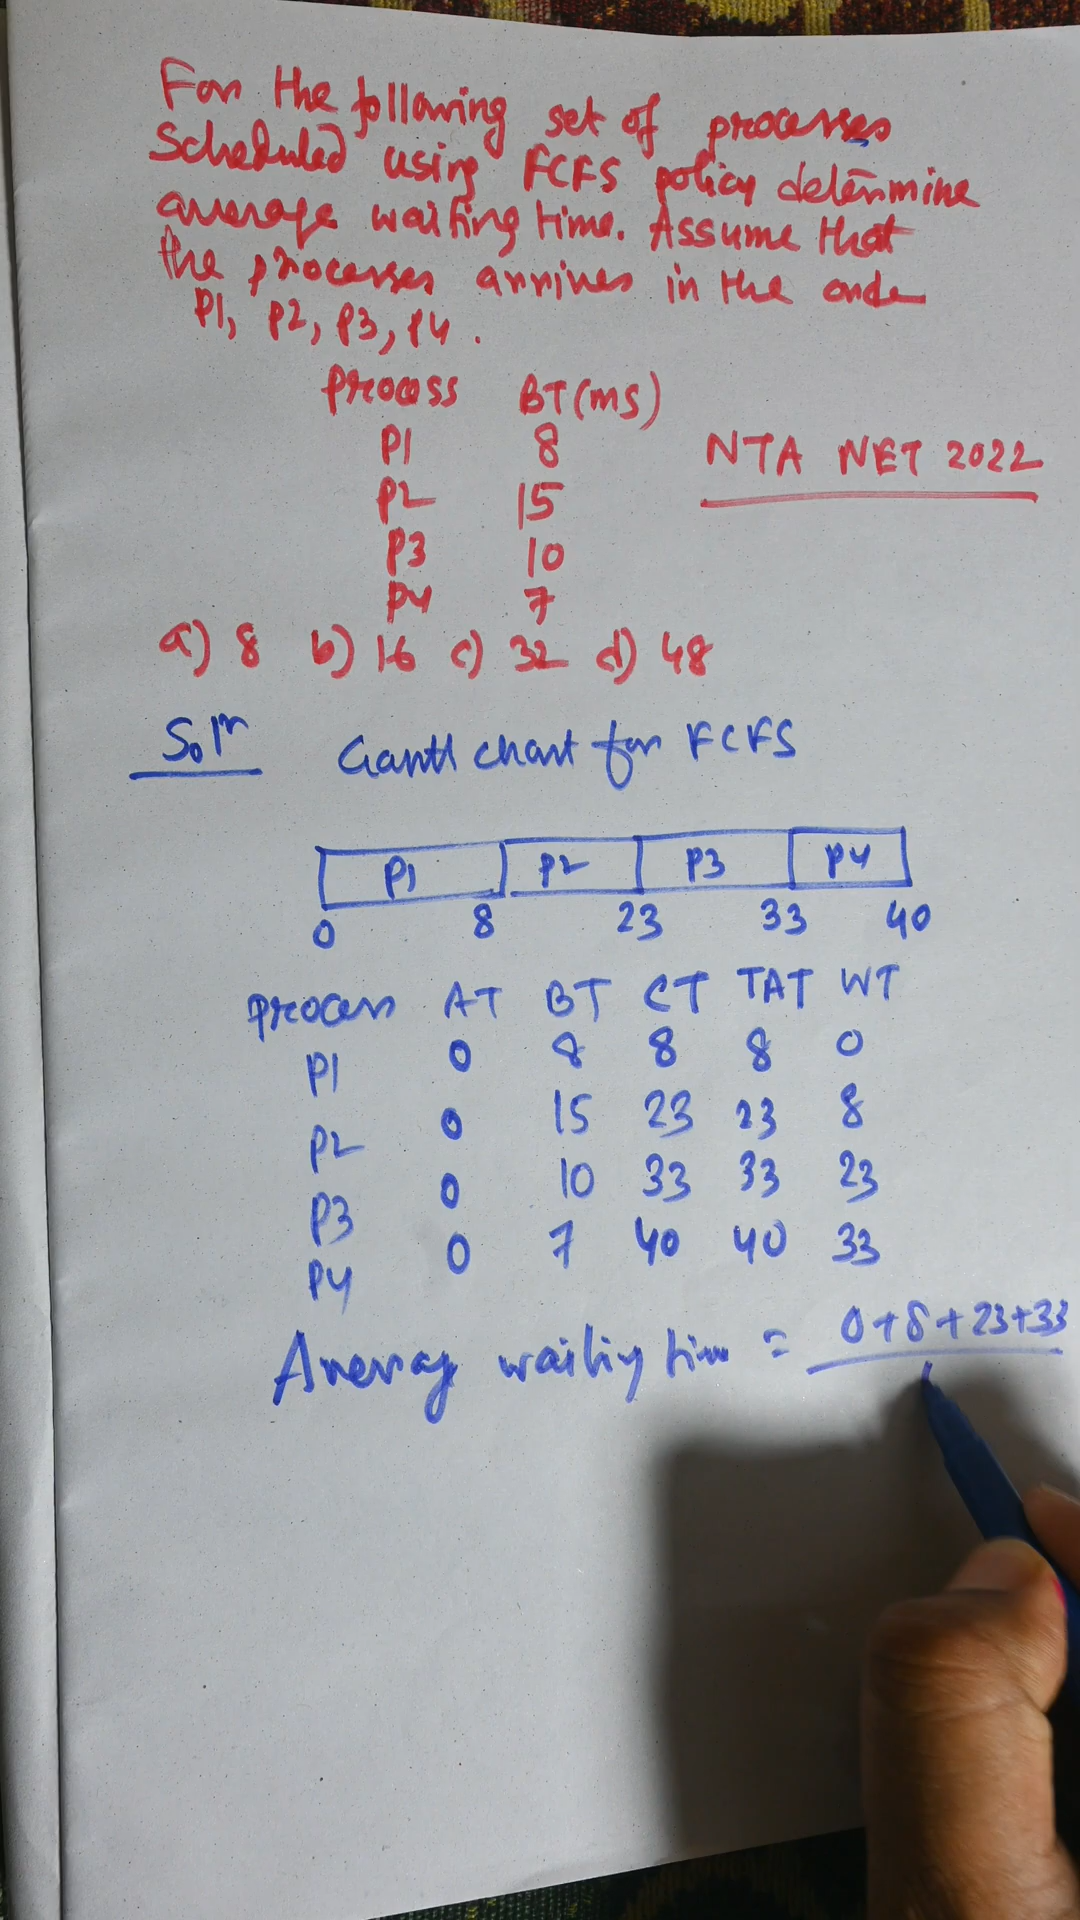 For the following set of processes
Scheduled using FCFS policy determine
average waiting time. Assume that
the processes arrives in the order
P1, P2, P3, P4.
Process BT(ms)
P1 8
P2 15
P3 10
P4 7
NTA NET 2022
a) 8 b) 16 c) 32 d) 48
Soln Gantt chart for FCFS
P1 P2 P3 P4
0 8 23 33 40
process AT BT CT TAT WT
P1 0 8 8 8 0
P2 0 15 23 23 8
P3 0 10 33 33 23
P4 0 7 40 40 33
Average waiting time = 0+8+23+33